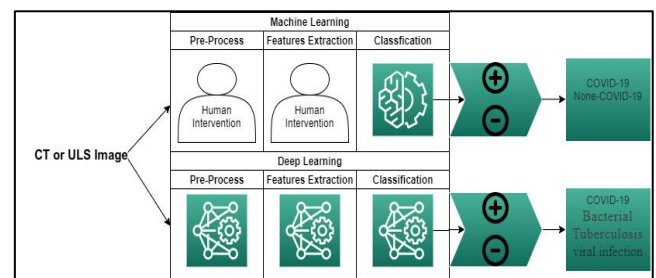 Machine Learning
Pre-Process
Features Extraction
Classfication
Human
Intervention
Human
Intervention
COVID-19
None-COVID-19
CT or ULS Image
Deep Learning
Pre-Process
Features Extraction
Classification
COVID-19
Bacterial
Tuberculosis
viral infection